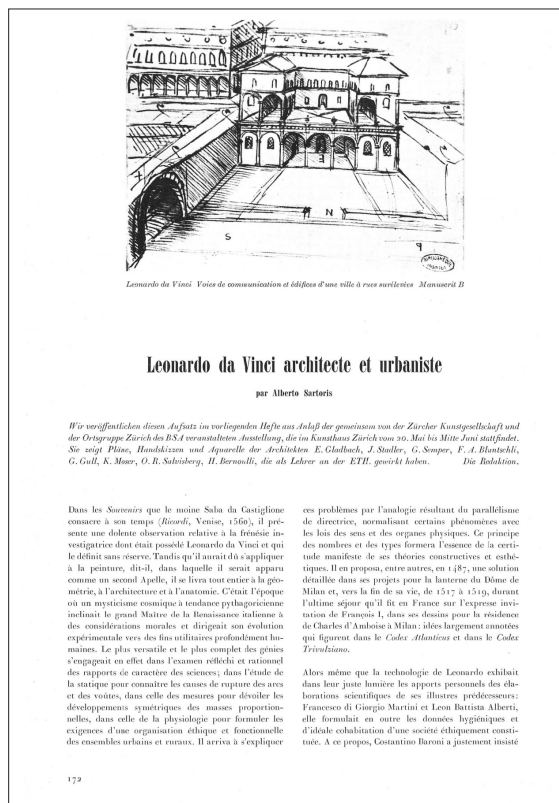 S
N
E
P
Leonardo da Vinci Voies de communication et édifices d'une ville à rues surélevées Manuscrit B
Leonardo da Vinci architecte et urbaniste
par Alberto Sartoris
Wir veröffentlichen diesen Aufsatz im vorliegenden Hefte aus Anlaß der gemeinsam von der Zürcher Kunstgesellschaft und
der Ortsgruppe Zürich des BSA veranstalteten Ausstellung, die im Kunsthaus Zürich vom 20. Mai bis Mitte Juni stattfindet.
Sie zeigt Pläne, Handskizzen und Aquarelle der Architekten E. Gladbach, J. Stadler, G. Semper, F. A. Bluntschli,
G. Gull, K. Moser, O. R. Salvisberg, H. Bernoulli, die als Lehrer an der ETH. gewirkt haben. Die Redaktion.
Dans les Souvenirs que le moine Saba da Castiglione
consacre à son temps (Ricordi, Venise, 1560), il pré-
sente une dolente observation relative à la frénésie in-
vestigatrice dont était possédé Leonardo da Vinci et qui
le définit sans réserve. Tandis qu'il aurait dû s'appliquer
à la peinture, dit-il, dans laquelle il serait apparu
comme un second Apelle, il se livra tout entier à la géo-
métrie, à l'architecture et à l'anatomie. C'était l'époque
où un mysticisme cosmique à tendance pythagoricienne
inclinait le grand Maître de la Renaissance italienne à
des considérations morales et dirigeait son évolution
expérimentale vers des fins utilitaires profondément hu-
maines. Le plus versatile et le plus complet des génies
s'engageait en effet dans l'examen réfléchi et rationnel
des rapports de caractère des sciences; dans l'étude de
la statique pour connaître les causes de rupture des arcs
et des voûtes, dans celle des mesures pour dévoiler les
développements symétriques des masses proportion-
nelles, dans celle de la physiologie pour formuler les
exigences d'une organisation éthique et fonctionnelle
des ensembles urbains et ruraux. Il arriva à s'expliquer
ces problèmes par l'analogie résultant du parallélisme
de directrice, normalisant certains phénomènes avec
les lois des sens et des organes physiques. Ce principe
des nombres et des types formera l'essence de la certi-
tude manifeste de ses théories constructives et esthé-
tiques. Il en proposa, entre autres, en 1487, une solution
détaillée dans ses projets pour la lanterne du Dôme de
Milan et, vers la fin de sa vie, de 1517 à 1519, durant
l'ultime séjour qu'il fit en France sur l'expresse invi-
tation de François I, dans ses dessins pour la résidence
de Charles d'Amboise à Milan: idées largement annotées
qui figurent dans le Codex Atlanticus et dans le Codex
Trivulziano.
Alors même que la technologie de Leonardo exhibait
dans leur juste lumière les apports personnels des éla-
borations scientifiques de ses illustres prédécesseurs:
Francesco di Giorgio Martini et Leon Battista Alberti,
elle formulait en outre les données hygiéniques et
d'idéale cohabitation d'une société éthiquement consti-
tuée. A ce propos, Costantino Baroni a justement insisté
172